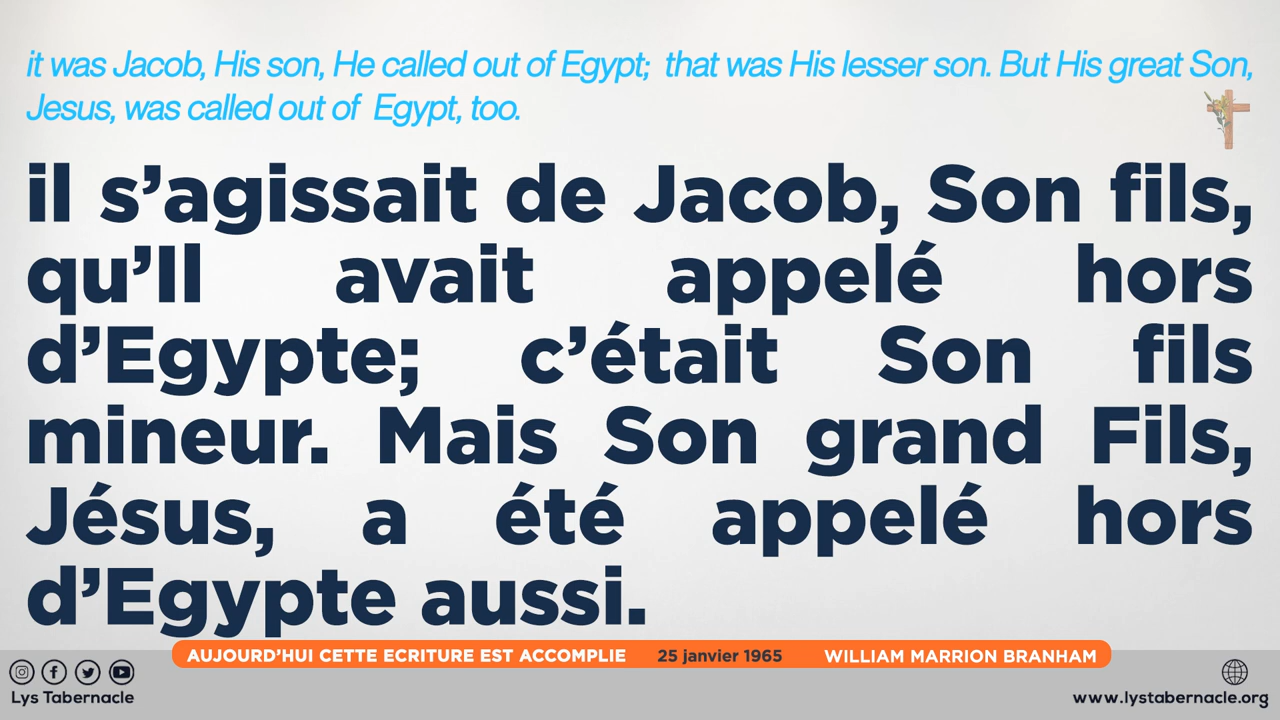 it was Jacob, His son, He called out of Egypt; that was His lesser son. But His great Son,
Jesus, was called out of Egypt, too.
il s’agissait de Jacob, Son fils,
qu’Il avait appelé hors
d’Egypte; c’était Son fils
mineur. Mais Son grand Fils,
Jésus, a été appelé hors
d’Egypte aussi.
AUJOURD’HUI CETTE ECRITURE EST ACCOMPLIE 25 janvier 1965 WILLIAM MARRION BRANHAM
Lys Tabernacle
www.lystabernacle.org